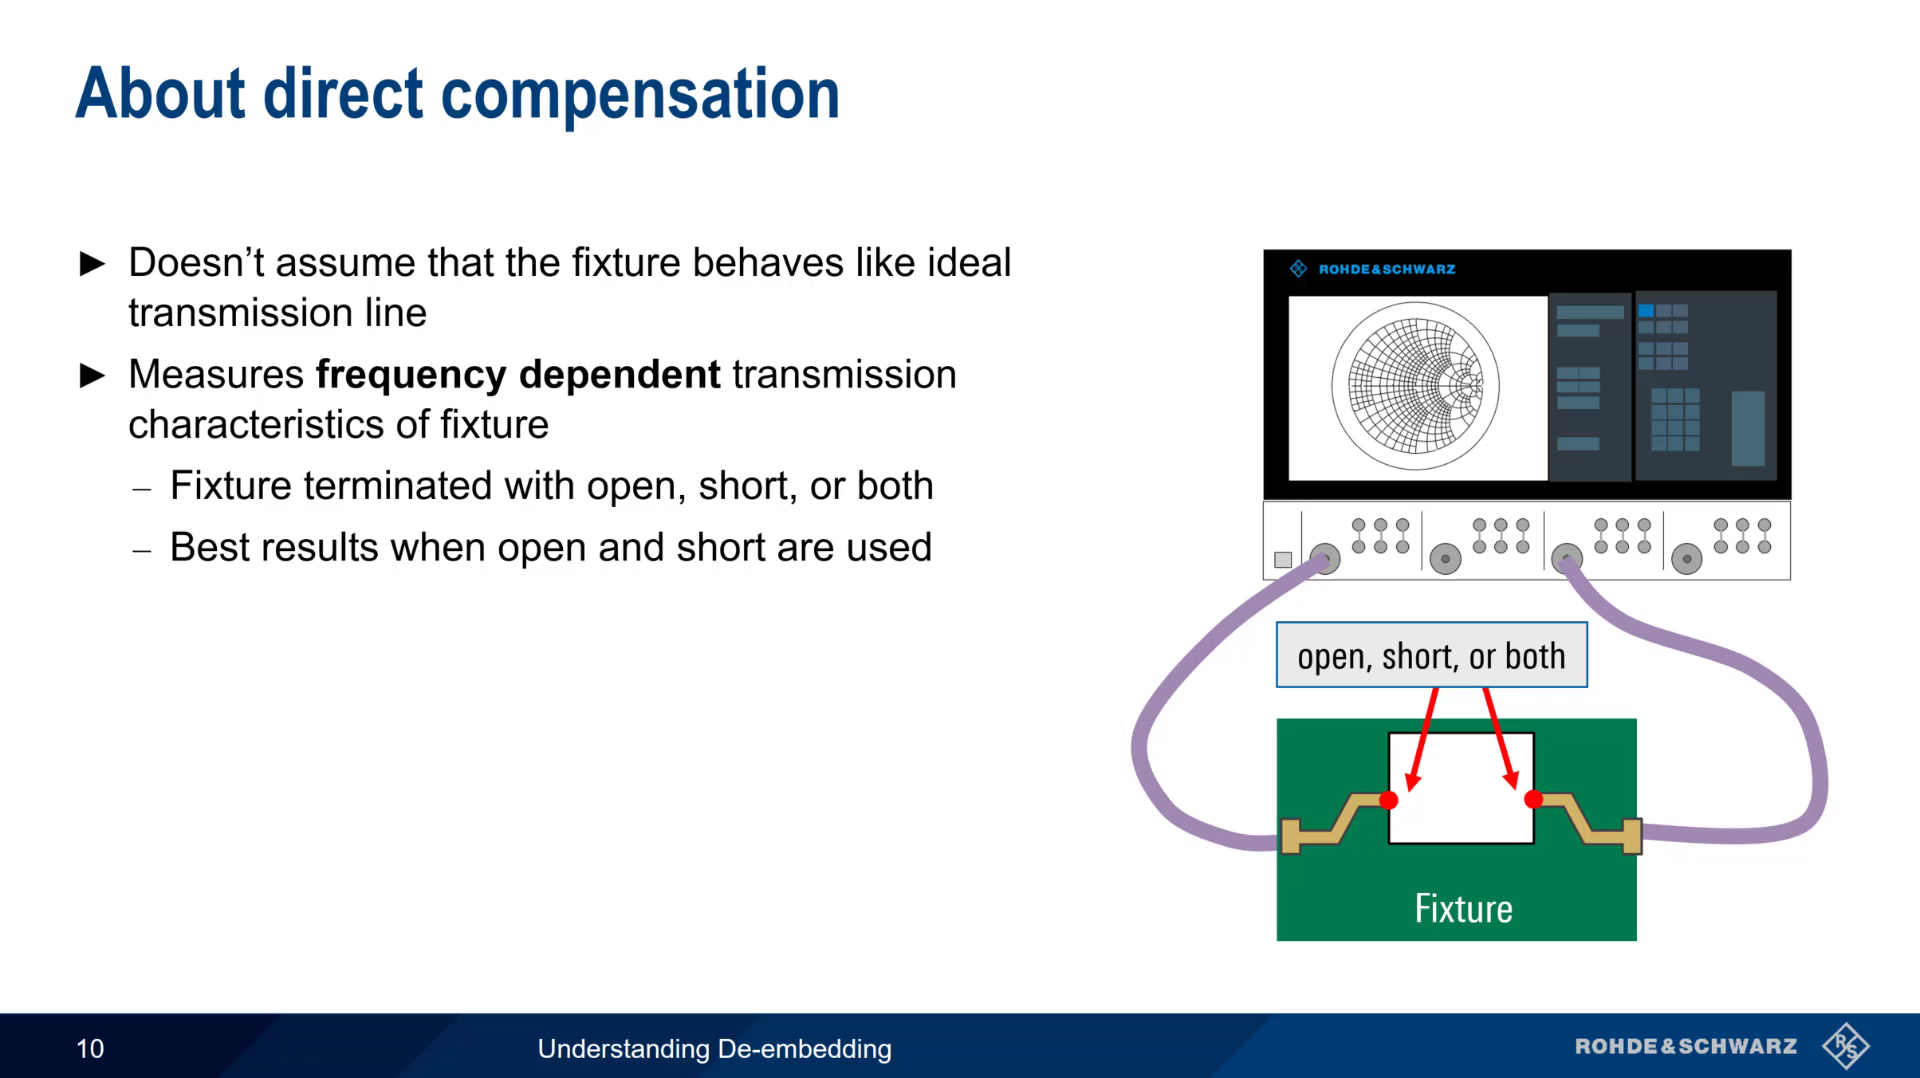 About direct compensation
► Doesn’t assume that the fixture behaves like ideal
transmission line
► Measures frequency dependent transmission
characteristics of fixture
– Fixture terminated with open, short, or both
– Best results when open and short are used
ROHDE&SCHWARZ
open, short, or both
Fixture
10
Understanding De-embedding
ROHDE&SCHWARZ
R&S